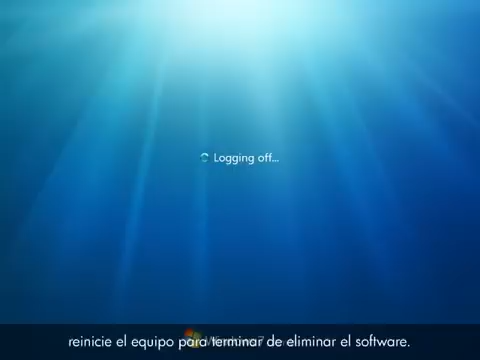 Logging off...
reinicie el equipo para terminar de eliminar el software.